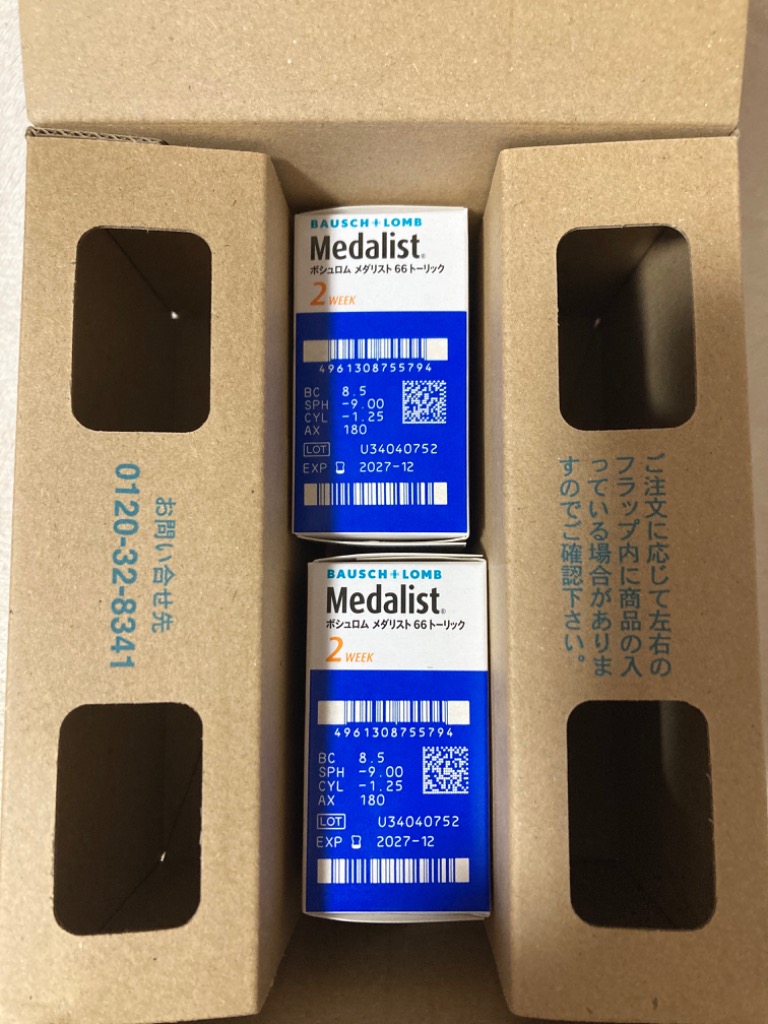 BAUSCH+LOMB
Medalist®
ボシュロム メダリスト 66 トーリック
2 WEEK
4961308755794
BC 8.5
SPH -9.00
CYL -1.25
AX 180
LOT U34040752
EXP 2027-12
BAUSCH+LOMB
Medalist®
ボシュロム メダリスト 66 トーリック
2 WEEK
4961308755794
BC 8.5
SPH -9.00
CYL -1.25
AX 180
LOT U34040752
EXP 2027-12
お問い合せ先
0120-32-8341
ご注文に応じて左右の
フラップ内に商品の入
っている場合がありま
すのでご確認下さい。